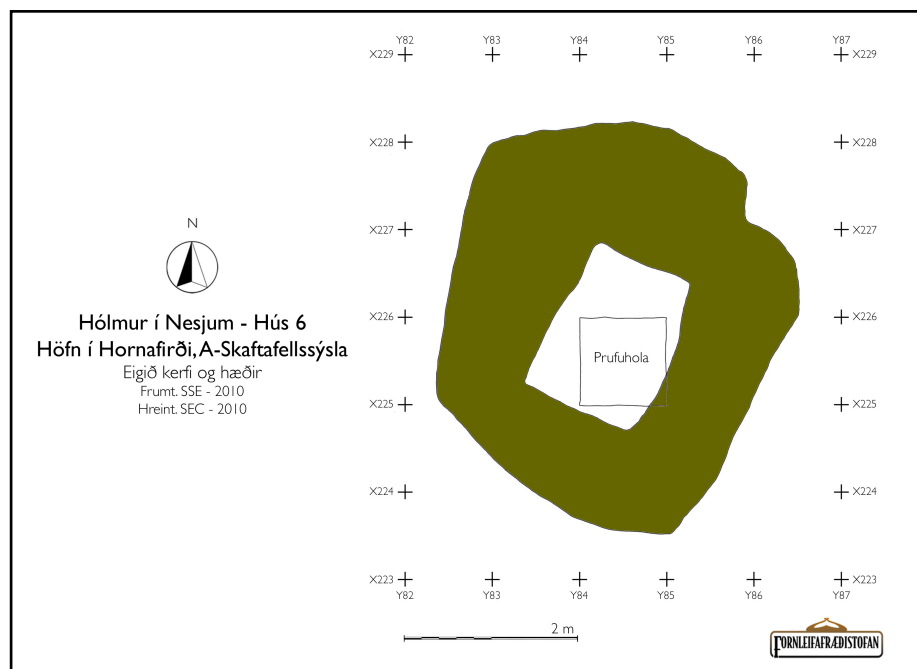 Y82 Y83 Y84 Y85 Y86 Y87
X229 X229
X228 X228
X227 X227
N
X226 X226
Hólmur í Nesjum - Hús 6
Höfn í Hornafirði, A-Skaftafellssýsla
Eigið kerfi og hæðir
Frumt. SSE - 2010
Hreint. SEC - 2010
Prufuhola
X225 X225
X224 X224
X223 X223
Y82 Y83 Y84 Y85 Y86 Y87
2 m
FORNLEIFAFRÆDISTOFAN